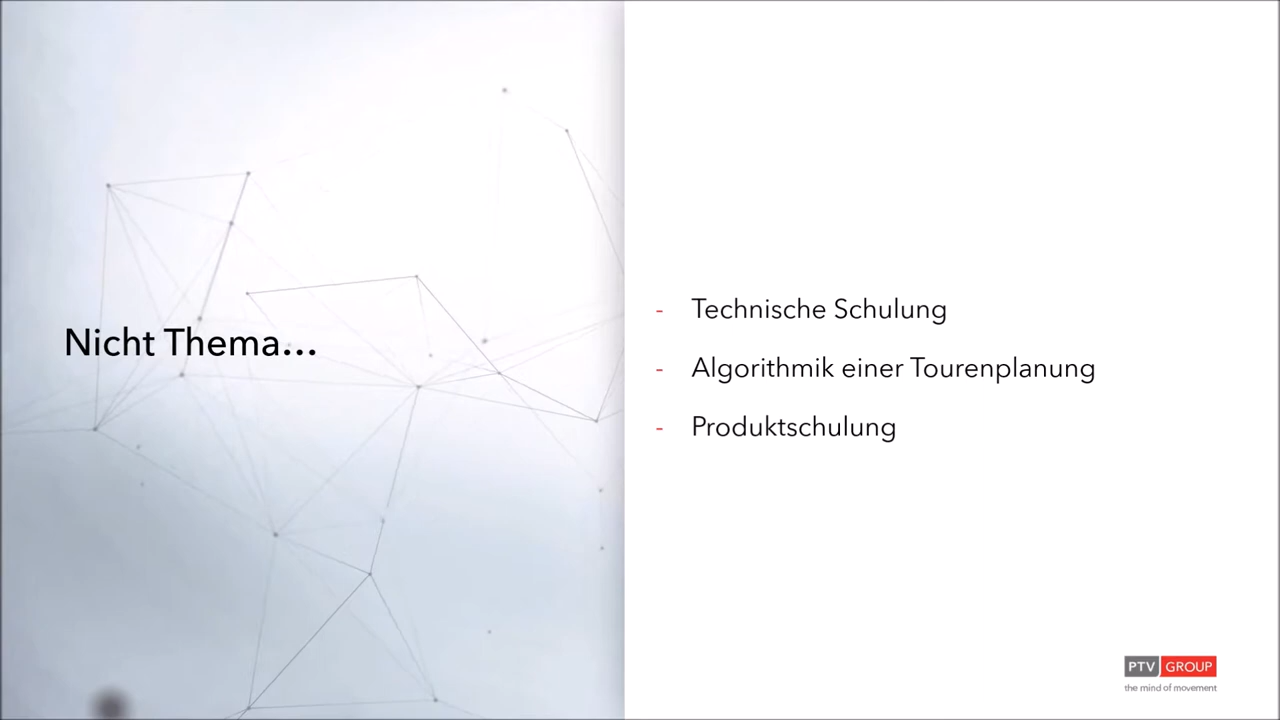 Nicht Thema...
- Technische Schulung
- Algorithmik einer Tourenplanung
- Produktschulung
PTV GROUP
the mind of movement